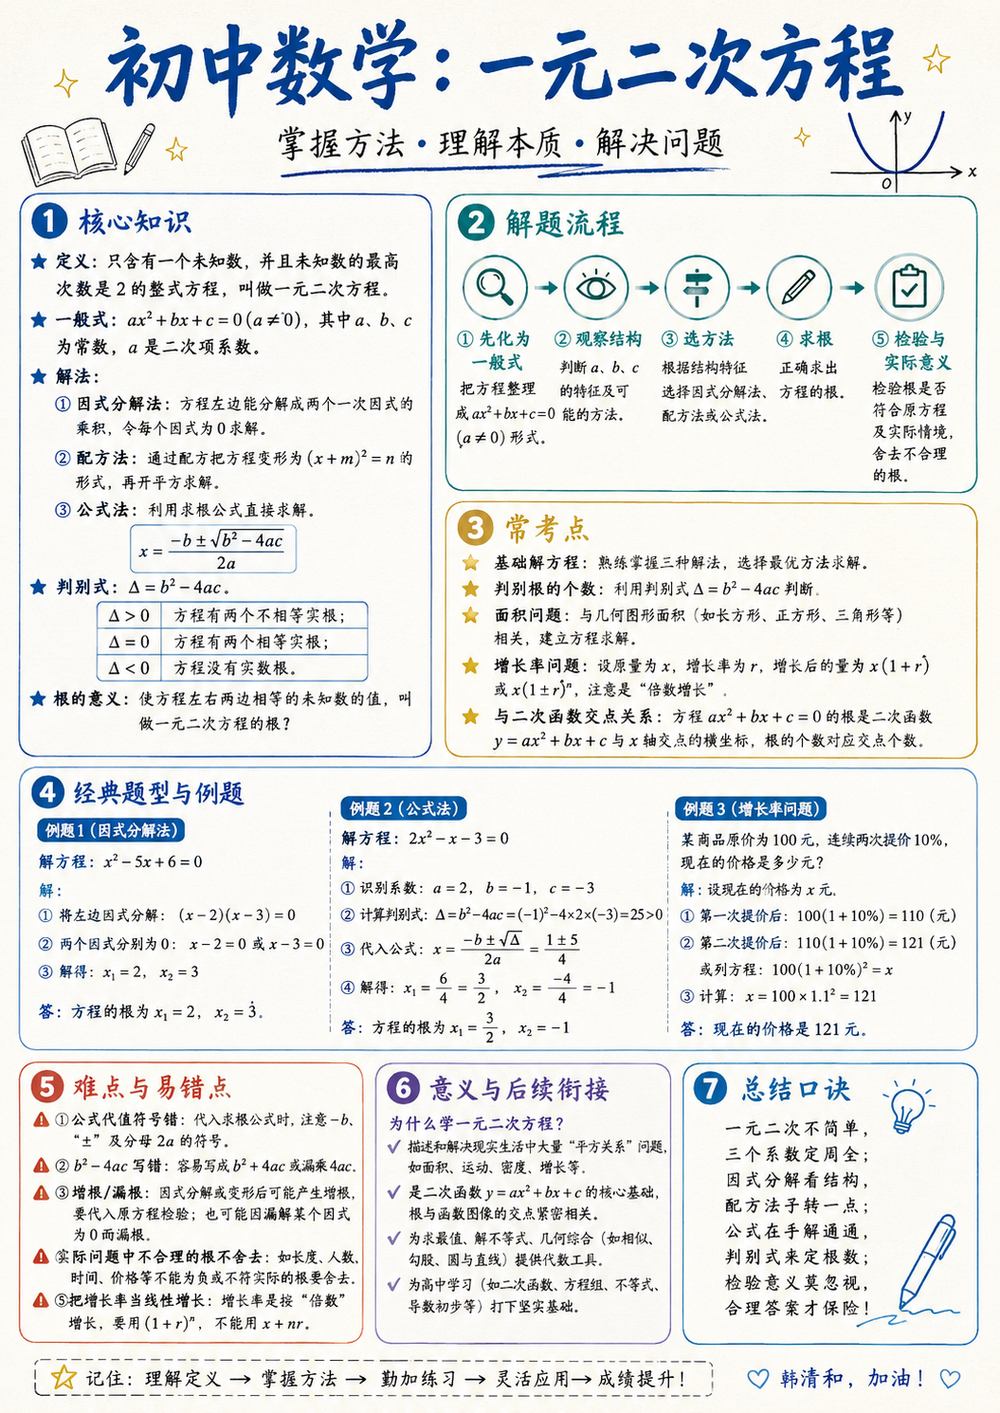 初中数学：一元二次方程
掌握方法·理解本质·解决问题
y
x
O
1 核心知识
★ 定义：只含有一个未知数，并且未知数的最高
次数是 2 的整式方程，叫做一元二次方程。
★ 一般式：ax²+bx+c=0 (a≠0)，其中 a、b、c
为常数，a 是二次项系数。
★ 解法：
① 因式分解法：方程左边能分解成两个一次因式的
乘积，令每个因式为 0 求解。
② 配方法：通过配方把方程变形为 (x+m)²=n 的
形式，再开平方求解。
③ 公式法：利用求根公式直接求解。
x = (-b±√(b²-4ac))/(2a)
★ 判别式：Δ=b²-4ac。
Δ>0 方程有两个不相等实根；
Δ=0 方程有两个相等实根；
Δ<0 方程没有实数根。
★ 根的意义：使方程左右两边相等的未知数的值，叫
做一元二次方程的根？
2 解题流程
① 先化为
一般式
把方程整理
成 ax²+bx+c=0
(a≠0) 形式。
② 观察结构
判断 a、b、c
的特征及可
能的方法。
③ 选方法
根据结构特征
选择因式分解法、
配方法或公式法。
④ 求根
正确求出
方程的根。
⑤ 检验与
实际意义
检验根是否
符合原方程
及实际情境，
舍去不合理
的根。
3 常考点
★ 基础解方程：熟练掌握三种解法，选择最优方法求解。
★ 判别根的个数：利用判别式 Δ=b²-4ac 判断.
★ 面积问题：与几何图形面积（如长方形、正方形、三角形等）
相关，建立方程求解。
★ 增长率问题：设原量为 x，增长率为 r，增长后的量为 x(1+r)
或 x(1±r)ⁿ，注意是“倍数增长”.
★ 与二次函数交点关系：方程 ax²+bx+c=0 的根是二次函数
y=ax²+bx+c 与 x 轴交点的横坐标，根的个数对应交点个数。
4 经典题型与例题
例题1（因式分解法）
解方程：x²-5x+6=0
解：
① 将左边因式分解：(x-2)(x-3)=0
② 两个因式分别为 0：x-2=0 或 x-3=0
③ 解得：x₁=2，x₂=3
答：方程的根为 x₁=2，x₂=3.
例题2（公式法）
解方程：2x²-x-3=0
解：
① 识别系数：a=2，b=-1，c=-3
② 计算判别式：Δ=b²-4ac=(-1)²-4×2×(-3)=25>0
③ 代入公式：x = (-b±√Δ)/(2a) = (1±5)/4
④ 解得：x₁ = 6/4 = 3/2，x₂ = -4/4 = -1
答：方程的根为 x₁ = 3/2，x₂ = -1
例题3（增长率问题）
某商品原价为 100 元，连续两次提价 10%，
现在的价格是多少元？
解：设现在的价格为 x 元.
① 第一次提价后：100(1+10%)=110（元）
② 第二次提价后：110(1+10%)=121（元）
或列方程：100(1+10%)²=x
③ 计算：x=100×1.1²=121
答：现在的价格是 121 元。
5 难点与易错点
①公式代值符号错：代入求根公式时, 注意 -b、
“±” 及分母 2a 的符号。
② b²-4ac 写错：容易写成 b²+4ac 或漏乘 4ac.
③ 增根/漏根：因式分解或变形后可能产生增根，
要代入原方程检验；也可能因漏解某个因式
为 0 而漏根。
实际问题中不合理的根不舍去：如长度、人数、
时间、价格等不能为负或不符实际的根要舍去。
⑤把增长率当线性增长：增长率是按“倍数”
增长，要用 (1+r)ⁿ，不能用 x+nr。
6 意义与后续衔接
为什么学一元二次方程？
✓ 描述和解决现实生活中大量“平方关系”问题，
如面积、运动、密度、增长等。
✓ 是二次函数 y=ax²+bx+c 的核心基础，
根与函数图像的交点紧密相关。
✓ 为求最值、解不等式、几何综合（如相似、
勾股、圆与直线）提供代数工具。
✓ 为高中学习（如二次函数、方程组、不等式、
导数初步等）打下坚实基础。
7 总结口诀
一元二次不简单，
三个系数定周全；
因式分解看结构，
配方法子转一点；
公式在手解通通，
判别式来定根数；
检验意义莫忽视，
合理答案才保险！
☆ 记住：理解定义 → 掌握方法 → 勤加练习 → 灵活应用 → 成绩提升！
♡ 韩清和，加油！♡